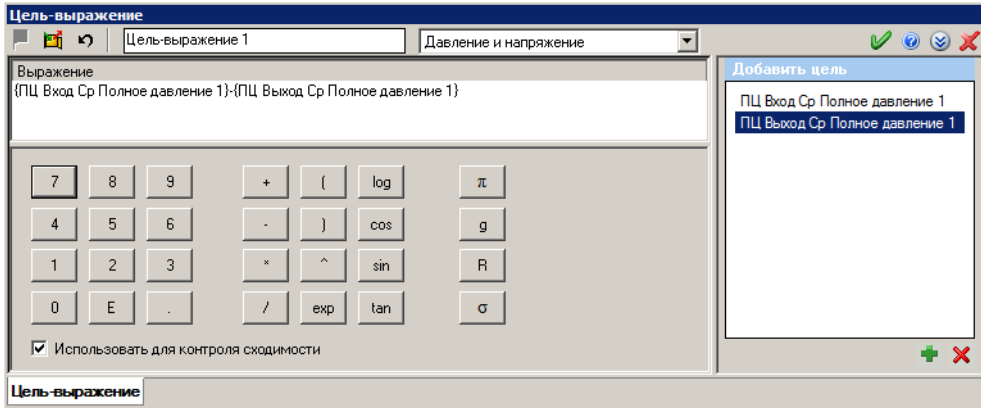 Цель-выражение
Цель-выражение 1 Давление и напряжение
Выражение
{ПЦ Вход Ср Полное давление 1}-{ПЦ Выход Ср Полное давление 1}
Добавить цель
ПЦ Вход Ср Полное давление 1
ПЦ Выход Ср Полное давление 1
7 8 9 + ( log π
4 5 6 - ) cos g
1 2 3 * ^ sin R
0 E . / exp tan σ
Использовать для контроля сходимости
Цель-выражение